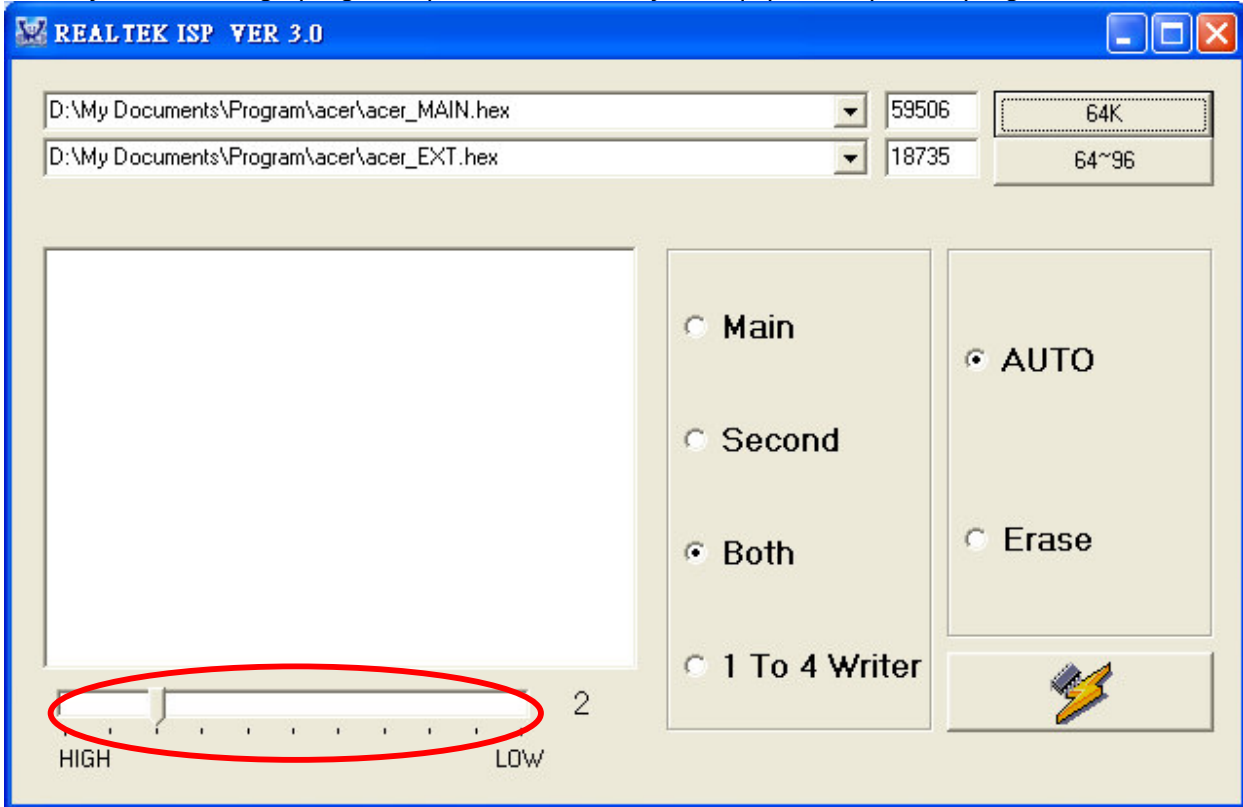 REALTEK ISP VER 3.0
D:\My Documents\Program\acer\acer_MAIN.hex
59506
64K
D:\My Documents\Program\acer\acer_EXT.hex
18735
64~96
Main
AUTO
Second
Both
Erase
1 To 4 Writer
2
HIGH
LOW